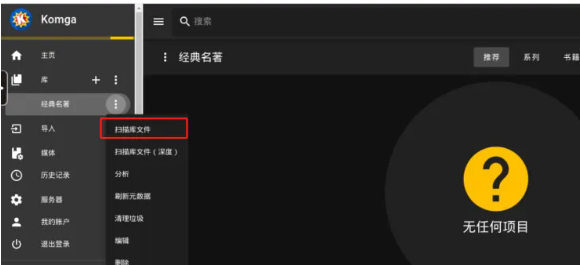 Komga
搜索
主页
库
经典名著
推荐
系列
书籍
经典名著
导入
扫描库文件
媒体
扫描库文件（深度）
历史记录
分析
服务器
刷新元数据
我的账户
清理垃圾
退出登录
编辑
删除
无任何项目